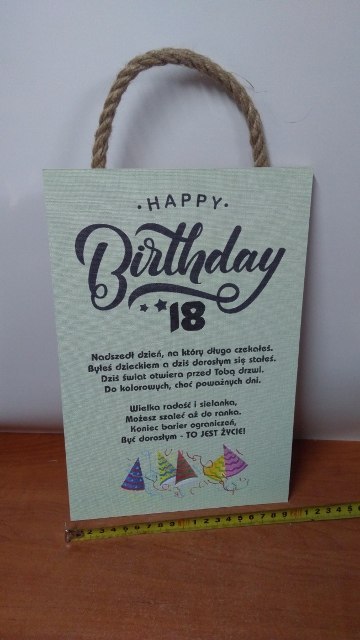 ·HAPPY·
Birthday
18
Nadszedł dzień, na który długo czekałeś.
Byłeś dzieckiem a dziś dorosłym się stałeś.
Dziś świat otwiera przed Tobą drzwi.
Do kolorowych, choć poważnych dni.
Wielka radość i sielanka,
Możesz szaleć aż do ranka.
Koniec barier ograniczeń,
Być dorosłym - TO JEST ŻYCIE!